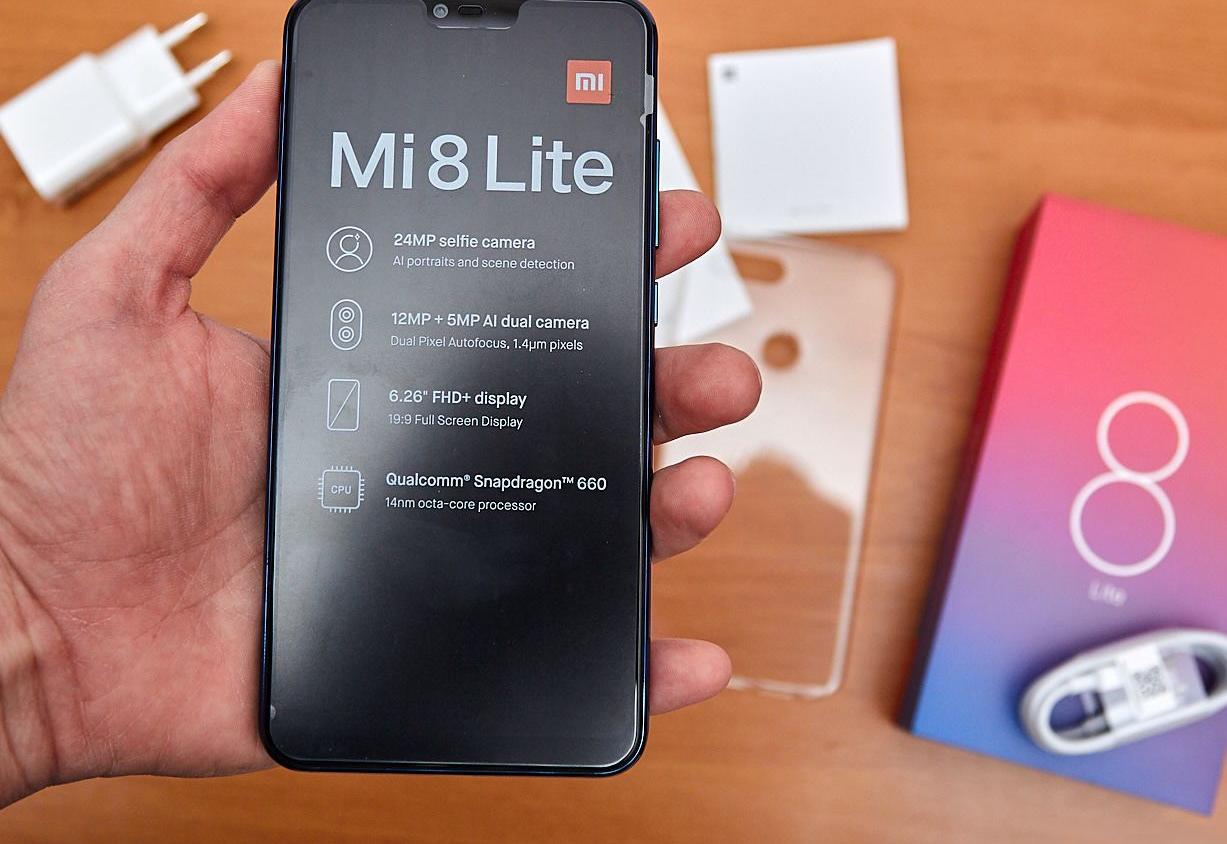 mi
Mi 8 Lite
24MP selfie camera
AI portraits and scene detection
12MP + 5MP AI dual camera
Dual Pixel Autofocus, 1.4μm pixels
6.26" FHD+ display
19:9 Full Screen Display
CPU
Qualcomm® Snapdragon™ 660
14nm octa-core processor
8
Lite